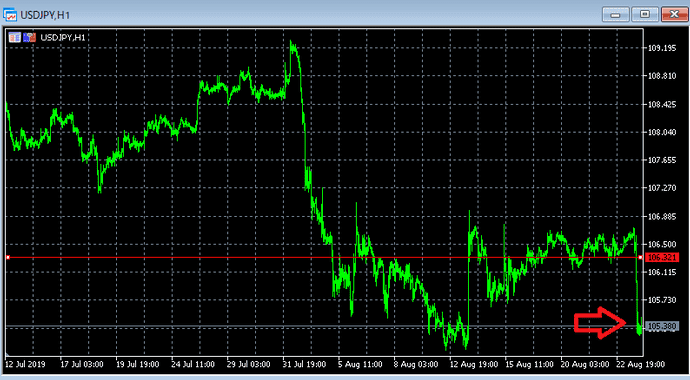 USDJPY,H1
USDJPY,H1
109.195
108.810
108.425
108.040
107.655
107.270
106.885
106.500
106.321
106.115
105.730
105.380
12 Jul 2019
17 Jul 03:00
19 Jul 19:00
24 Jul 11:00
29 Jul 03:00
31 Jul 19:00
5 Aug 11:00
8 Aug 03:00
12 Aug 19:00
15 Aug 11:00
20 Aug 03:00
22 Aug 19:00